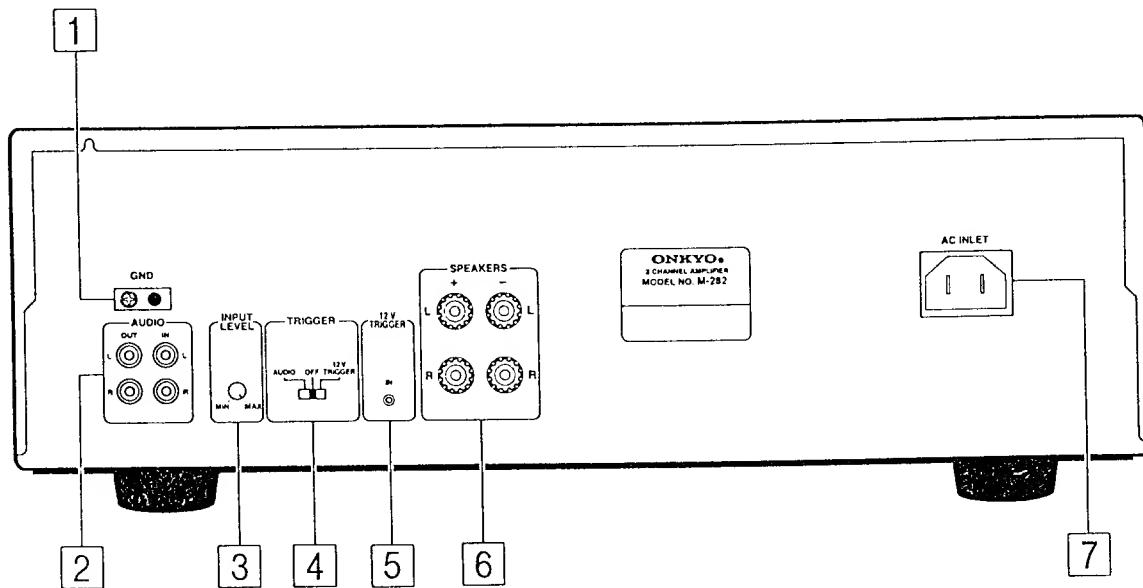 1
GND
AUDIO
OUT IN
L L
R R
INPUT
LEVEL
MIN MAX
TRIGGER
AUDIO OFF 12 V
TRIGGER
12 V
TRIGGER
IN
SPEAKERS
+ −
L L
R R
ONKYO®
2 CHANNEL AMPLIFIER
MODEL NO. M-282
AC INLET
2
3
4
5
6
7